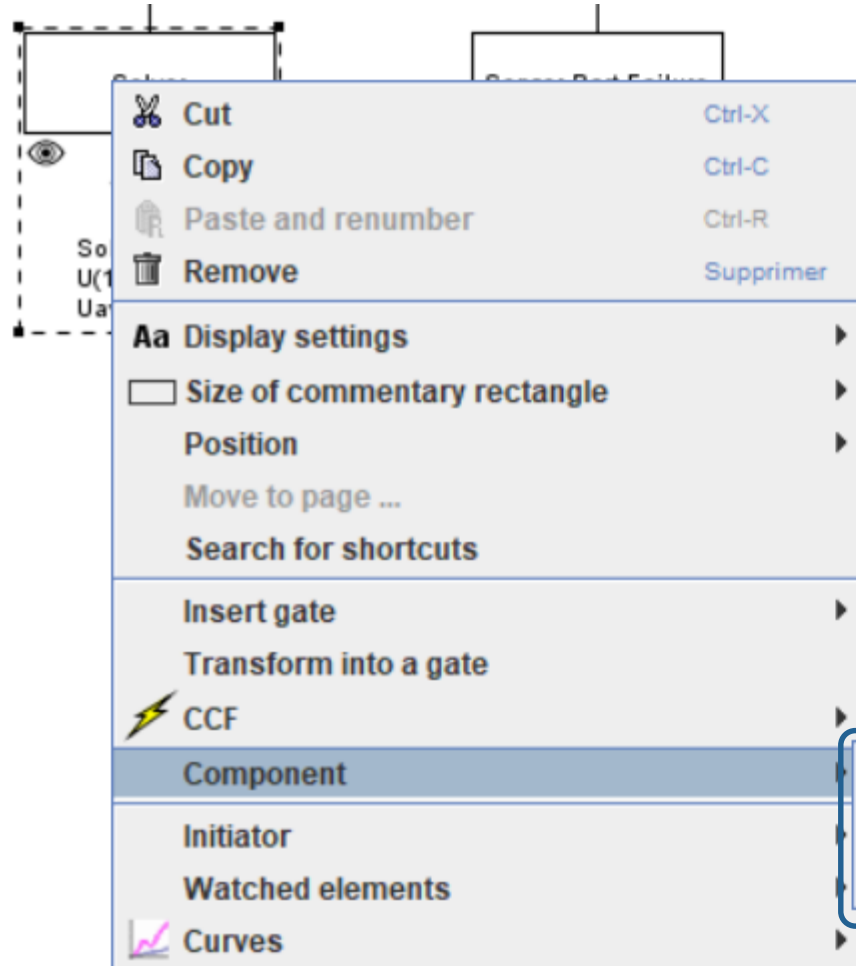 Cut Ctrl-X
Copy Ctrl-C
Paste and renumber Ctrl-R
Remove Supprimer
Aa Display settings
Size of commentary rectangle
Position
Move to page ...
Search for shortcuts
Insert gate
Transform into a gate
CCF
Component
Initiator
Watched elements
Curves